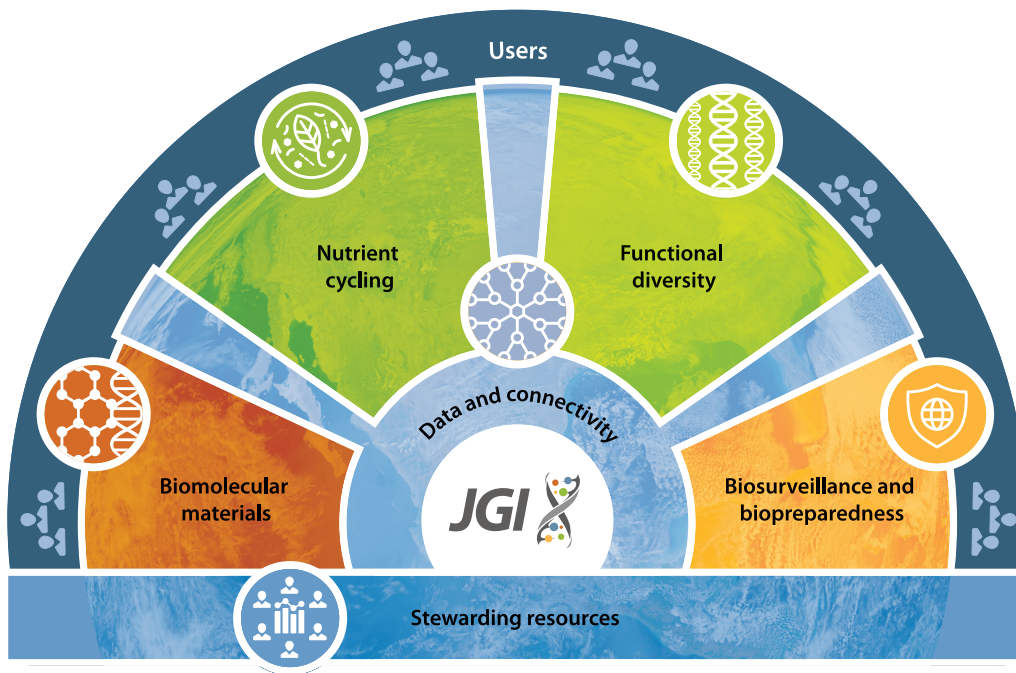 Users
Nutrient
cycling
Functional
diversity
Data and connectivity
Biomolecular
materials
JGI
Biosurveillance and
biopreparedness
Stewarding resources